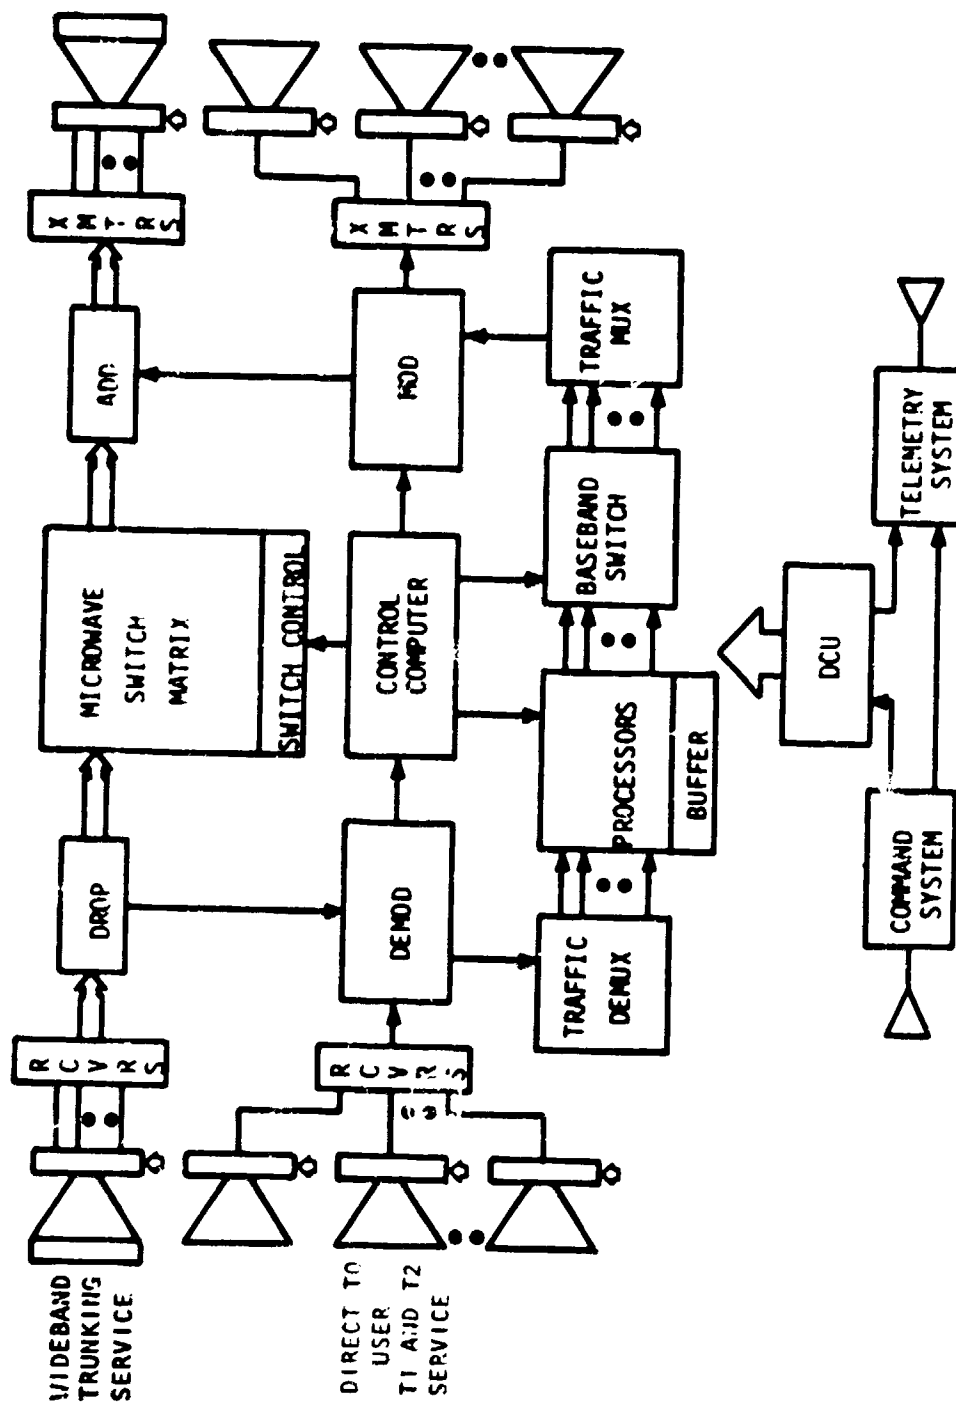 WIDEBAND
TRUNKING
SERVICE
RCVRS
DROP
MICROWAVE
SWITCH
MATRIX
SWITCH CONTROL
ADD
XMTRS
DIRECT TO
USER
T1 AND T2
SERVICE
RCVRS
DEMOD
CONTROL
COMPUTER
MOD
XMTRS
TRAFFIC
DEMUX
PROCESSORS
BUFFER
BASEBAND
SWITCH
TRAFFIC
MUX
COMMAND
SYSTEM
DCU
TELEMETRY
SYSTEM